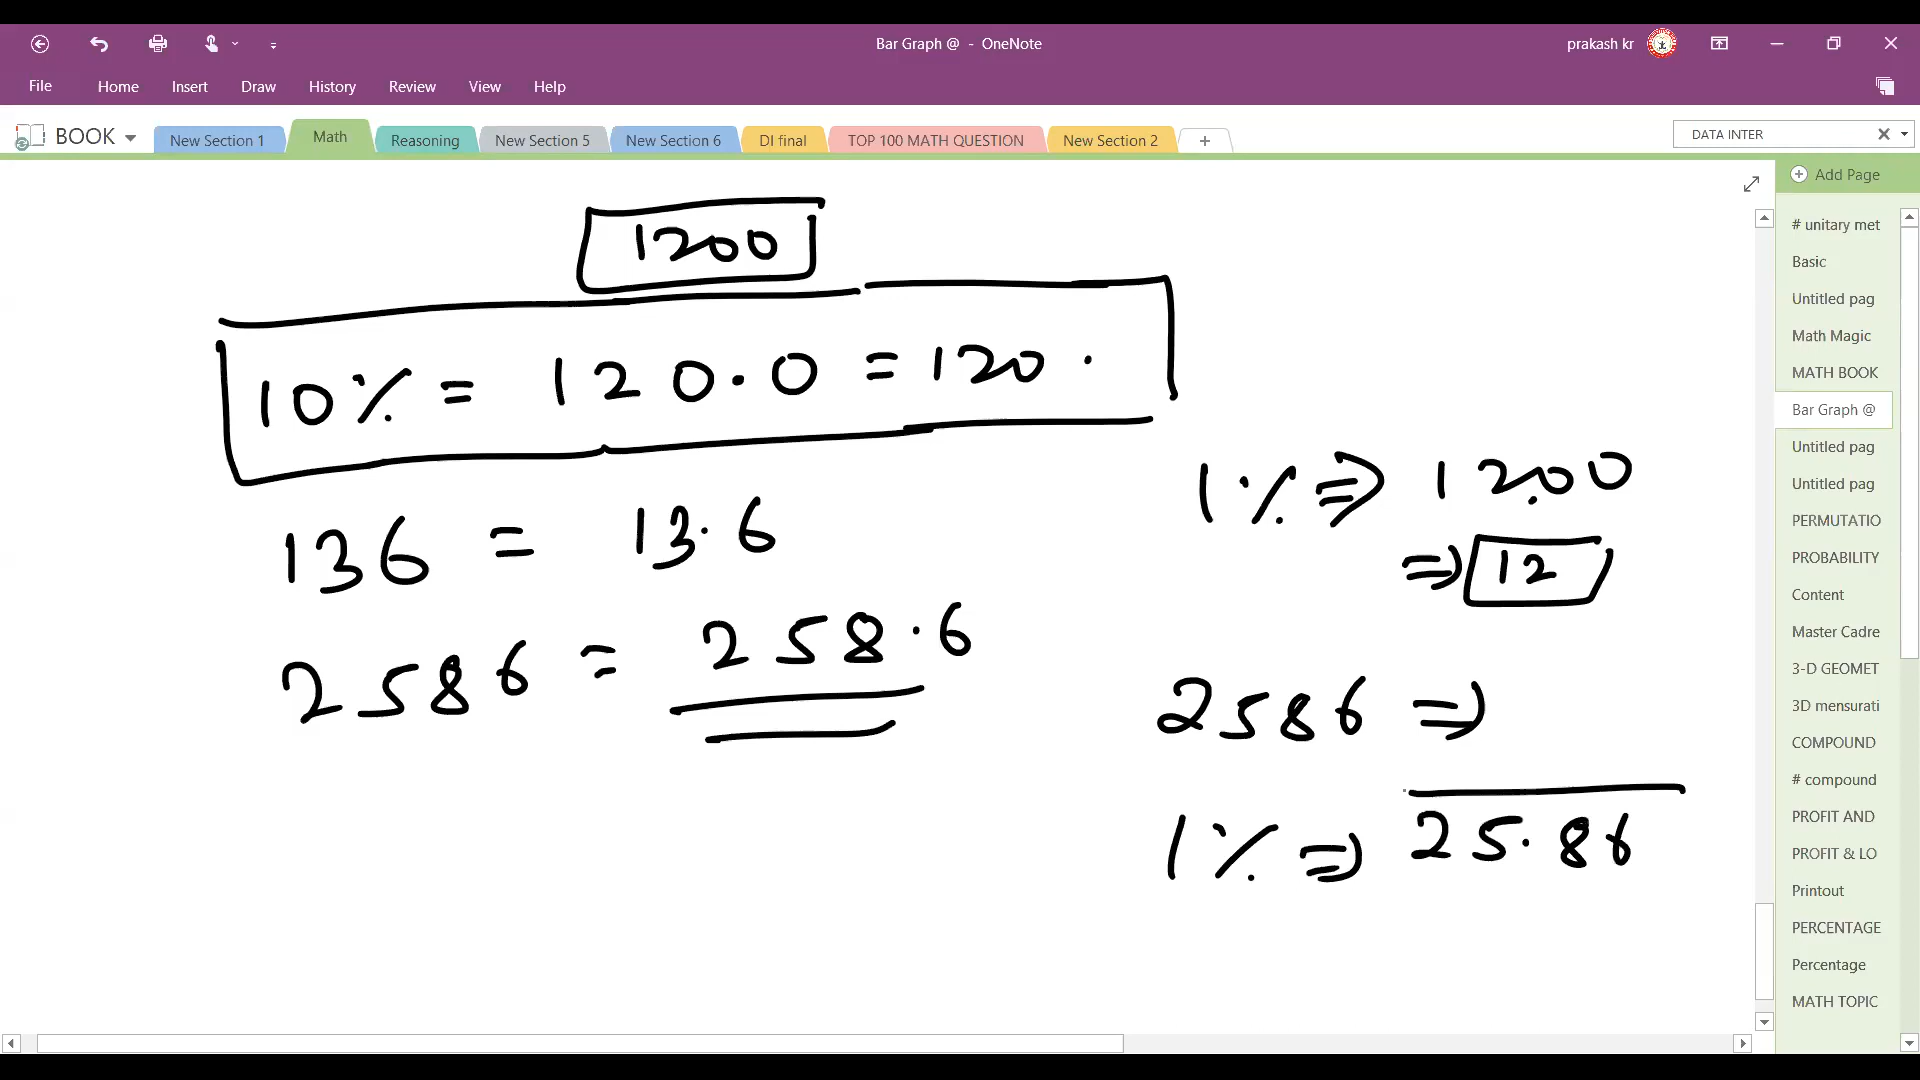 Bar Graph @ - OneNote
prakash kr
File Home Insert Draw History Review View Help
BOOK
New Section 1
Math
Reasoning
New Section 5
New Section 6
DI final
TOP 100 MATH QUESTION
New Section 2
+
DATA INTER
Add Page
# unitary met
Basic
Untitled pag
Math Magic
MATH BOOK
Bar Graph @
Untitled pag
Untitled pag
PERMUTATIO
PROBABILITY
Content
Master Cadre
3-D GEOMET
3D mensurati
COMPOUND
# compound
PROFIT AND
PROFIT & LO
Printout
PERCENTAGE
Percentage
MATH TOPIC
1200
10% = 120.0 = 120.
136 = 13.6
2586 = 258.6
1% ⇒ 12.00
⇒ 12
2586 ⇒
1% ⇒ 25.86